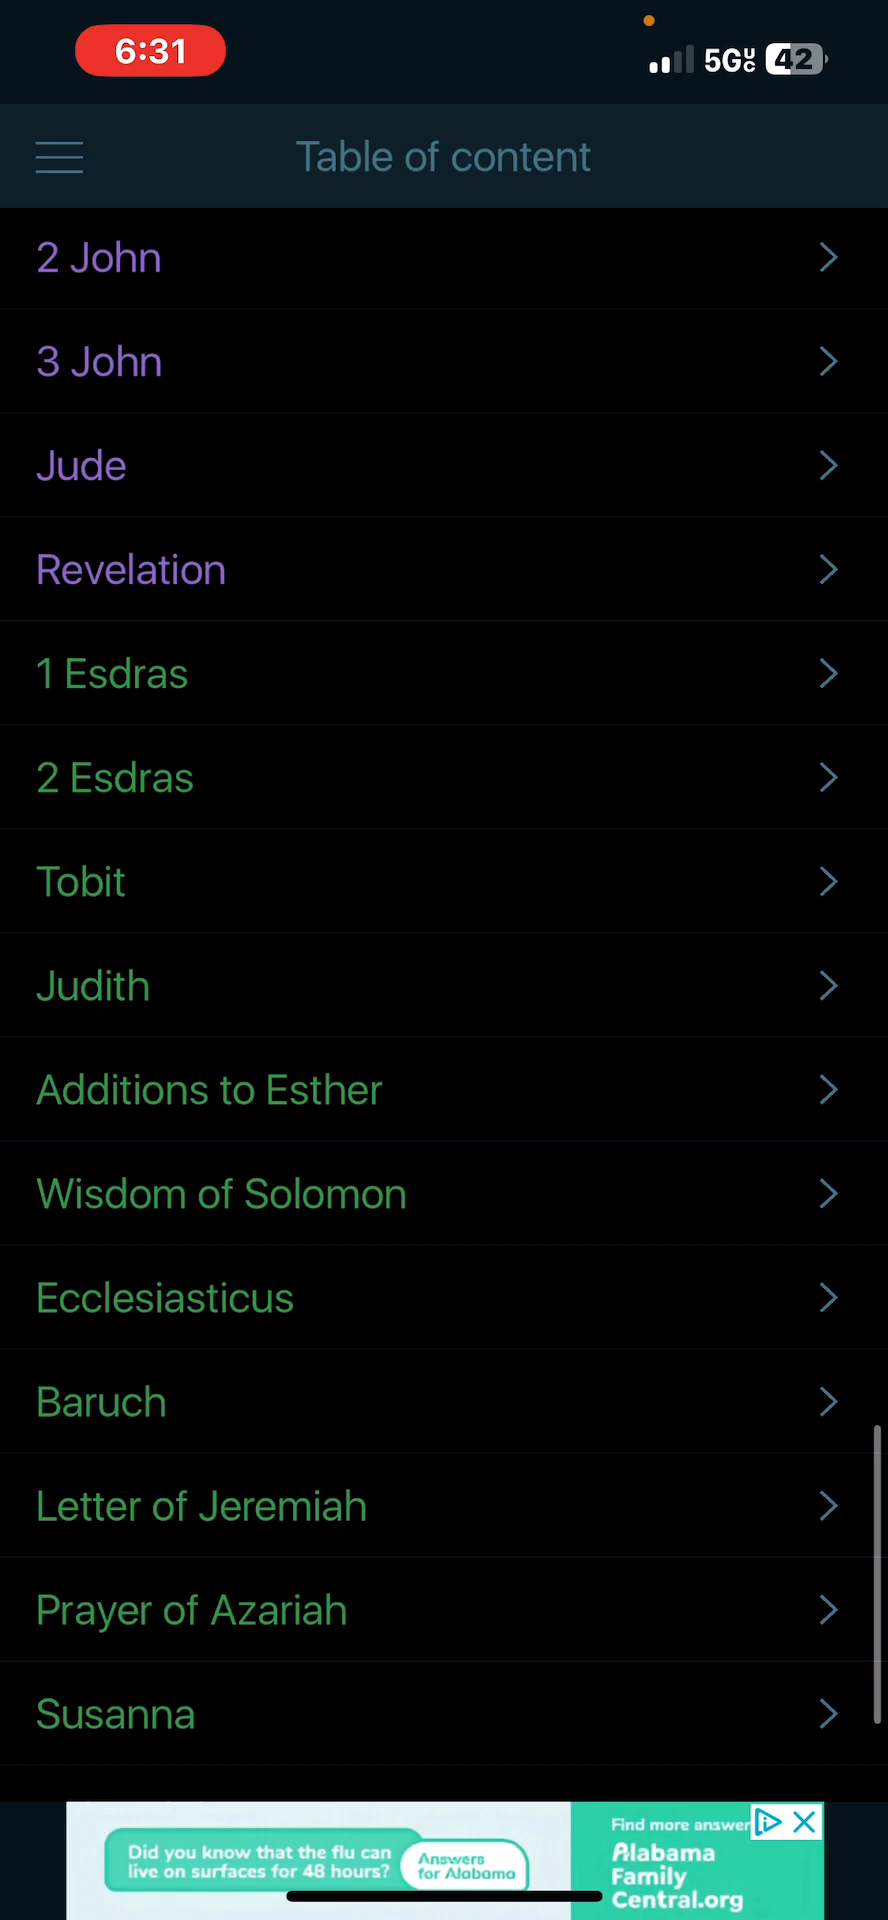 6:31
5GUC 42
Table of content
2 John
3 John
Jude
Revelation
1 Esdras
2 Esdras
Tobit
Judith
Additions to Esther
Wisdom of Solomon
Ecclesiasticus
Baruch
Letter of Jeremiah
Prayer of Azariah
Susanna
Did you know that the flu can
live on surfaces for 48 hours?
Answers
for Alabama
Find more answer
Alabama
Family
Central.org